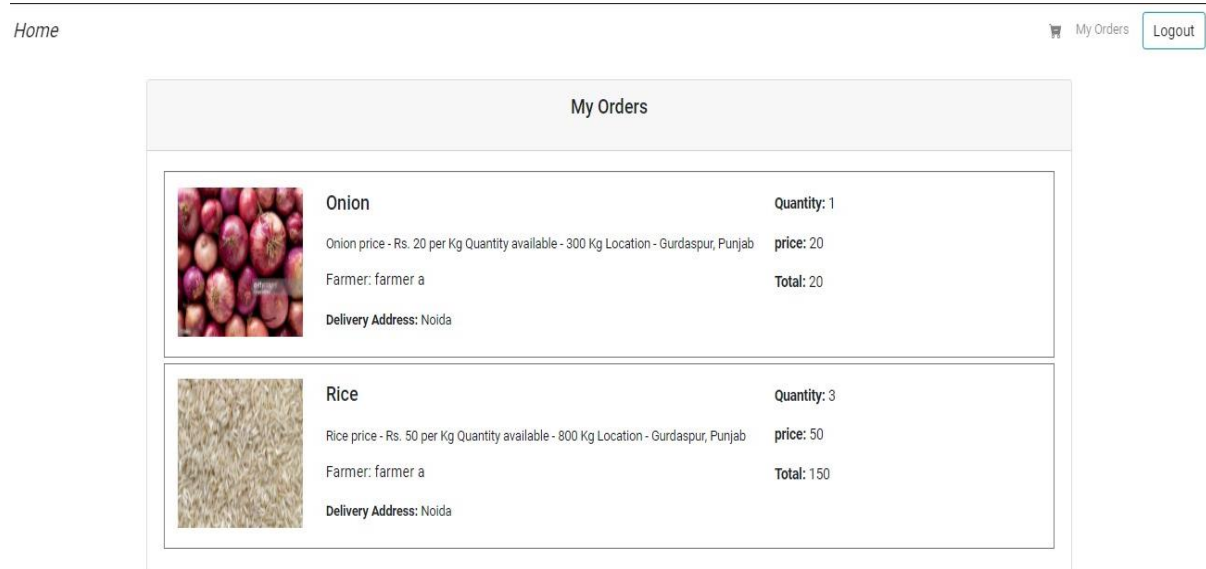 Home
My Orders
Logout
My Orders
Onion
Onion price - Rs. 20 per Kg Quantity available - 300 Kg Location - Gurdaspur, Punjab
Farmer: farmer a
Delivery Address: Noida
Quantity: 1
price: 20
Total: 20
Rice
Rice price - Rs. 50 per Kg Quantity available - 800 Kg Location - Gurdaspur, Punjab
Farmer: farmer a
Delivery Address: Noida
Quantity: 3
price: 50
Total: 150